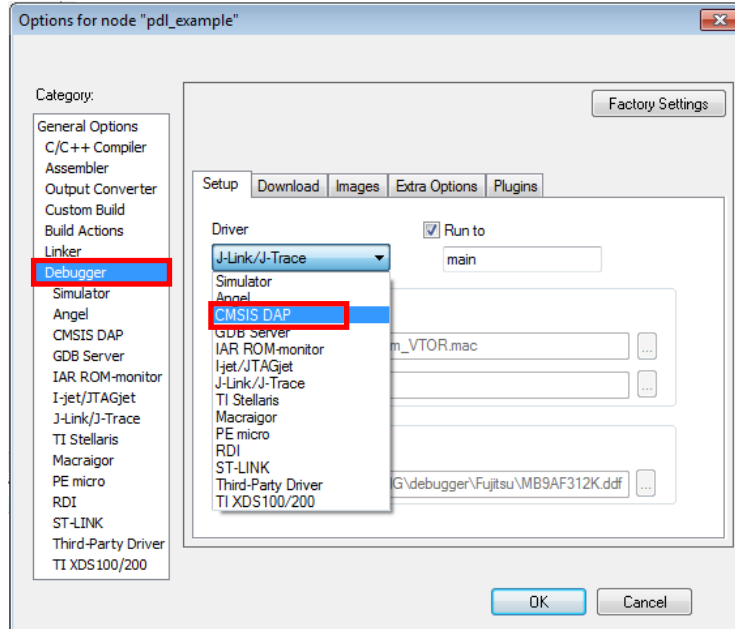 Options for node "pdl_example"
Category:
Factory Settings
General Options
C/C++ Compiler
Assembler
Output Converter
Custom Build
Build Actions
Linker
Debugger
Simulator
Angel
CMSIS DAP
GDB Server
IAR ROM-monitor
I-jet/JTAGjet
J-Link/J-Trace
TI Stellaris
Macraigor
PE micro
RDI
ST-LINK
Third-Party Driver
TI XDS100/200
Setup Download Images Extra Options Plugins
Driver
Run to
J-Link/J-Trace
main
Simulator
Angel
CMSIS DAP
GDB Server
IAR ROM-monitor
I-jet/JTAGjet
J-Link/J-Trace
TI Stellaris
Macraigor
PE micro
RDI
ST-LINK
Third-Party Driver
TI XDS100/200
m_VTOR.mac
...
...
G\debugger\Fujitsu\MB9AF312K.ddf
...
OK Cancel